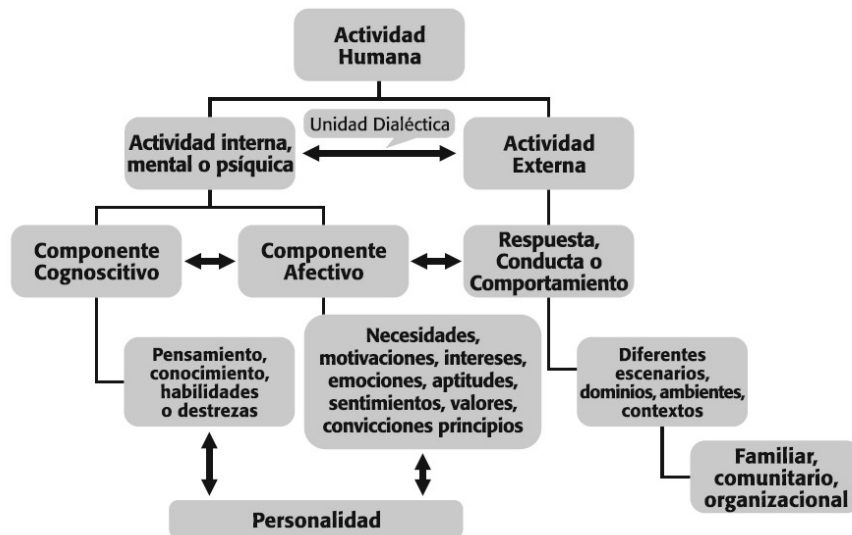 Actividad
Humana
Unidad Dialéctica
Actividad interna,
mental o psíquica
Actividad
Externa
Componente
Cognoscitivo
Componente
Afectivo
Respuesta,
Conducta o
Comportamiento
Pensamiento,
conocimiento,
habilidades
o destrezas
Necesidades,
motivaciones, intereses,
emociones, aptitudes,
sentimientos, valores,
convicciones principios
Diferentes
escenarios,
dominios, ambientes,
contextos
Familiar,
comunitario,
organizacional
Personalidad